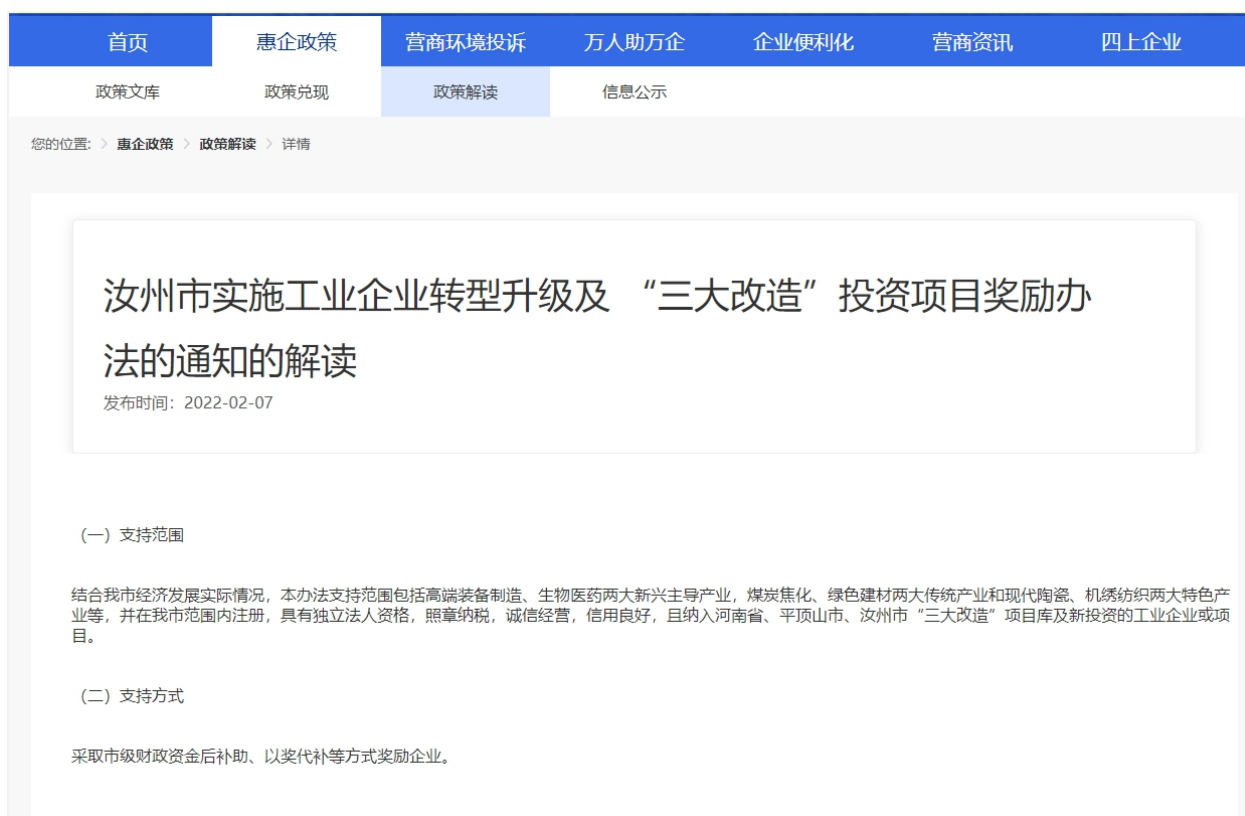 首页 惠企政策 营商环境投诉 万人助万企 企业便利化 营商资讯 四上企业
政策文库 政策兑现 政策解读 信息公示
您的位置: > 惠企政策 > 政策解读 > 详情
汝州市实施工业企业转型升级及 “三大改造”投资项目奖励办
法的通知的解读
发布时间：2022-02-07
（一）支持范围
结合我市经济发展实际情况，本办法支持范围包括高端装备制造、生物医药两大新兴主导产业，煤炭焦化、绿色建材两大传统产业和现代陶瓷、机绣纺织两大特色产
业等，并在我市范围内注册，具有独立法人资格，照章纳税，诚信经营，信用良好，且纳入河南省、平顶山市、汝州市“三大改造”项目库及新投资的工业企业或项
目。
（二）支持方式
采取市级财政资金后补助、以奖代补等方式奖励企业。